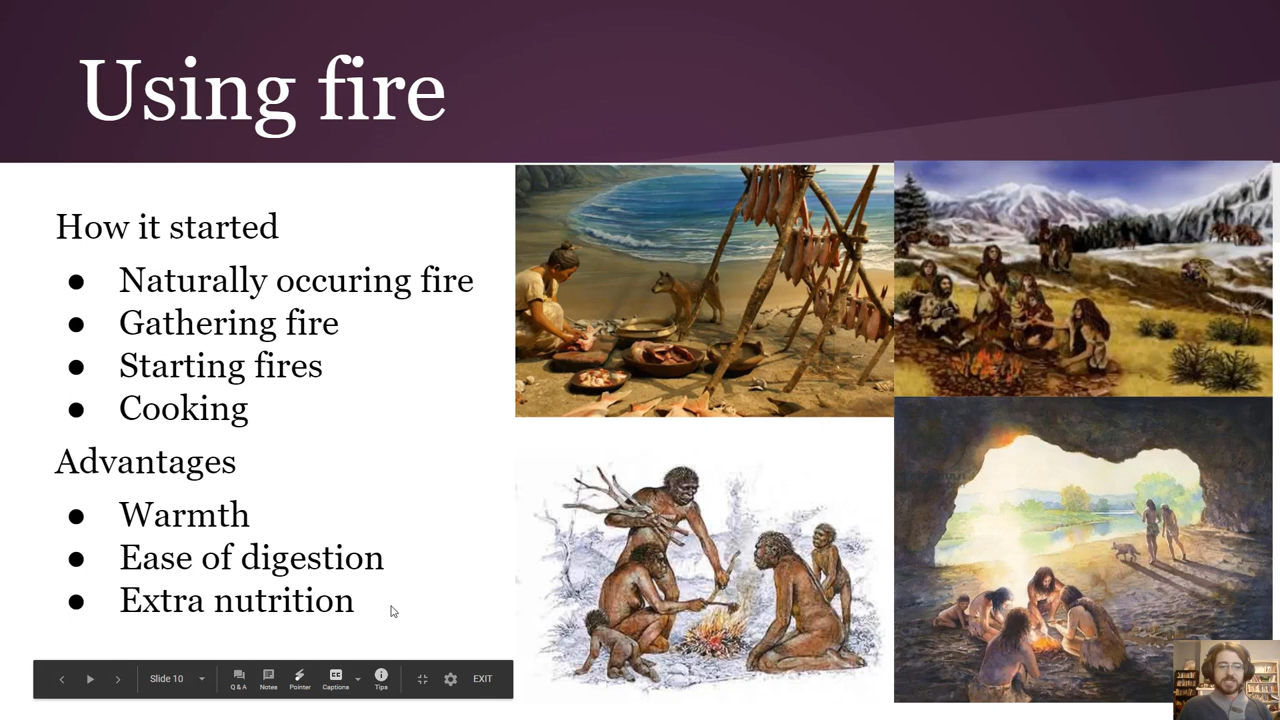 Using fire
How it started
● Naturally occuring fire
● Gathering fire
● Starting fires
● Cooking
Advantages
● Warmth
● Ease of digestion
● Extra nutrition
Slide 10
Q & A Notes Pointer Captions Tips EXIT